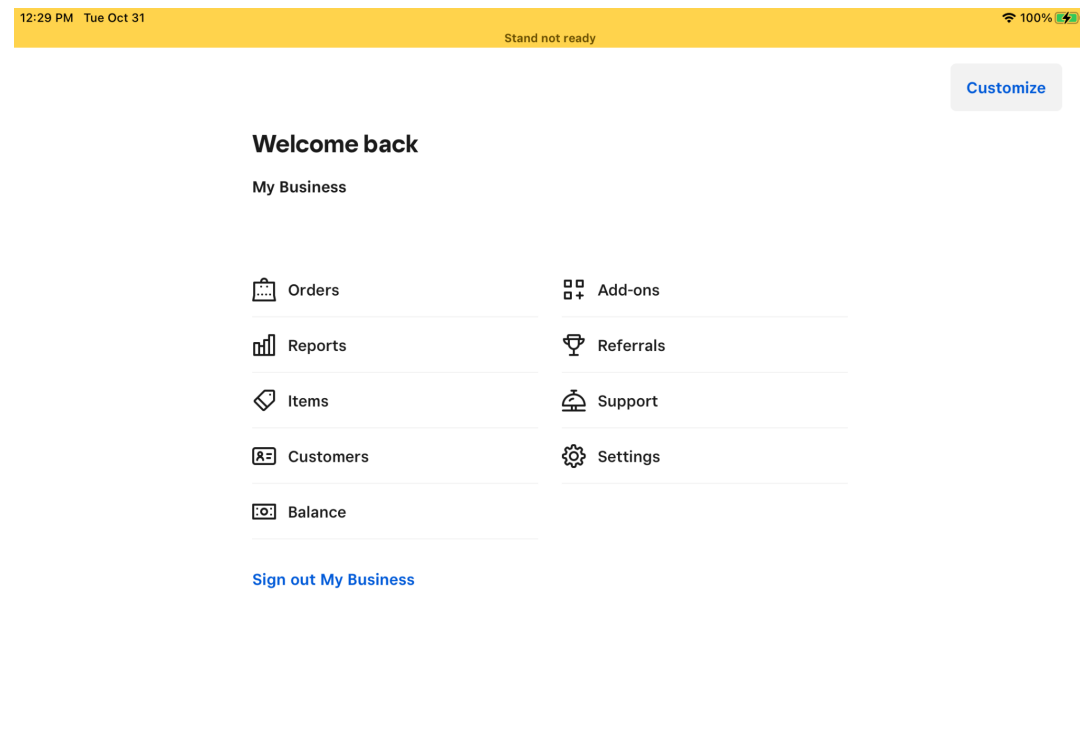 12:29 PM Tue Oct 31
100%
Stand not ready
Customize
Welcome back
My Business
Orders
Reports
Items
Customers
Balance
Add-ons
Referrals
Support
Settings
Sign out My Business